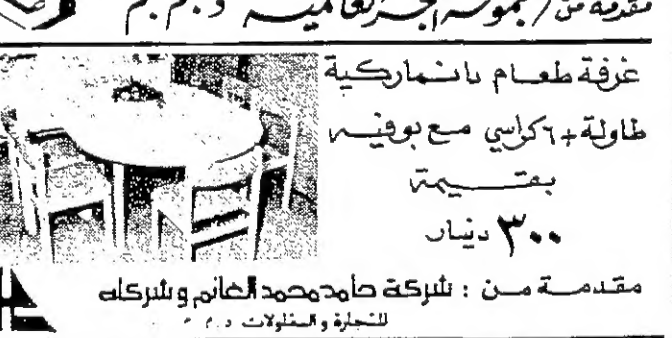 مقدمة من / مجموعة البحر العالمية ذ.م.م
غرفة طعام دانماركية
طاولة + ٦ كراسي مع بوفيه
بقيمة
٣٠٠ دينار
مقدمة من : شركة حامد محمد الغانم وشركاه
للتجارة والمقاولات ذ.م.م